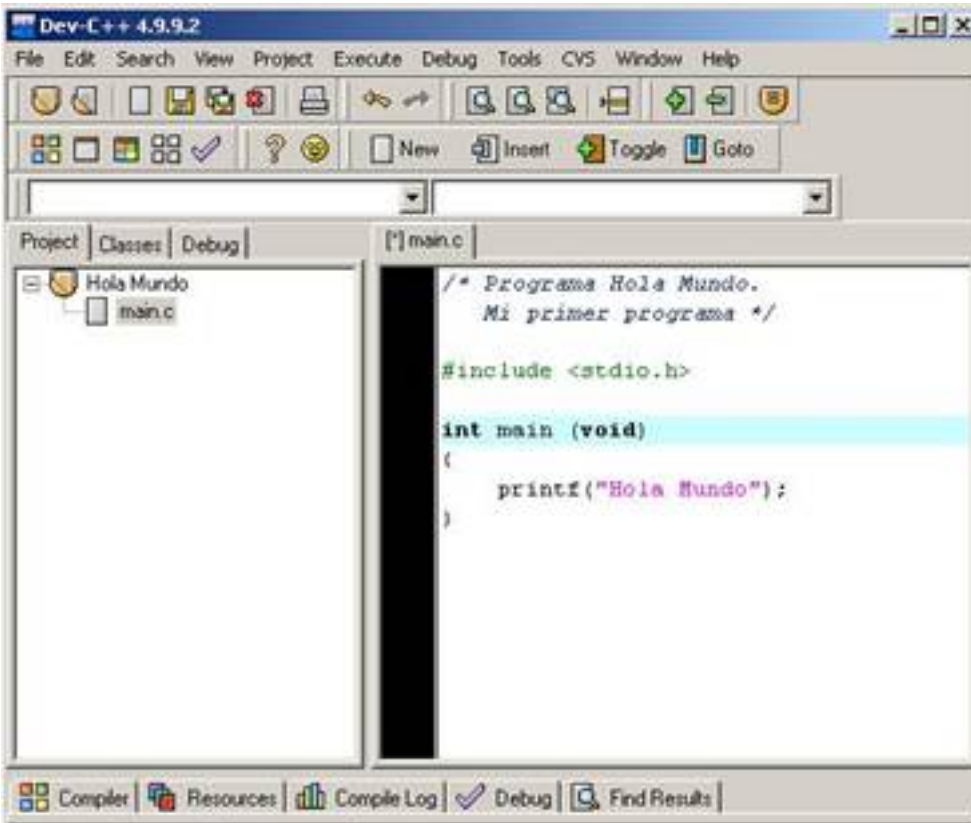 Dev-C++ 4.9.9.2
File Edit Search View Project Execute Debug Tools CVS Window Help
New Insert Toggle Goto
Project Classes Debug
[*] main.c
Hola Mundo
main.c
/* Programa Hola Mundo.
Mi primer programa */
#include <stdio.h>
int main (void)
{
printf("Hola Mundo");
}
Compiler Resources Compile Log Debug Find Results